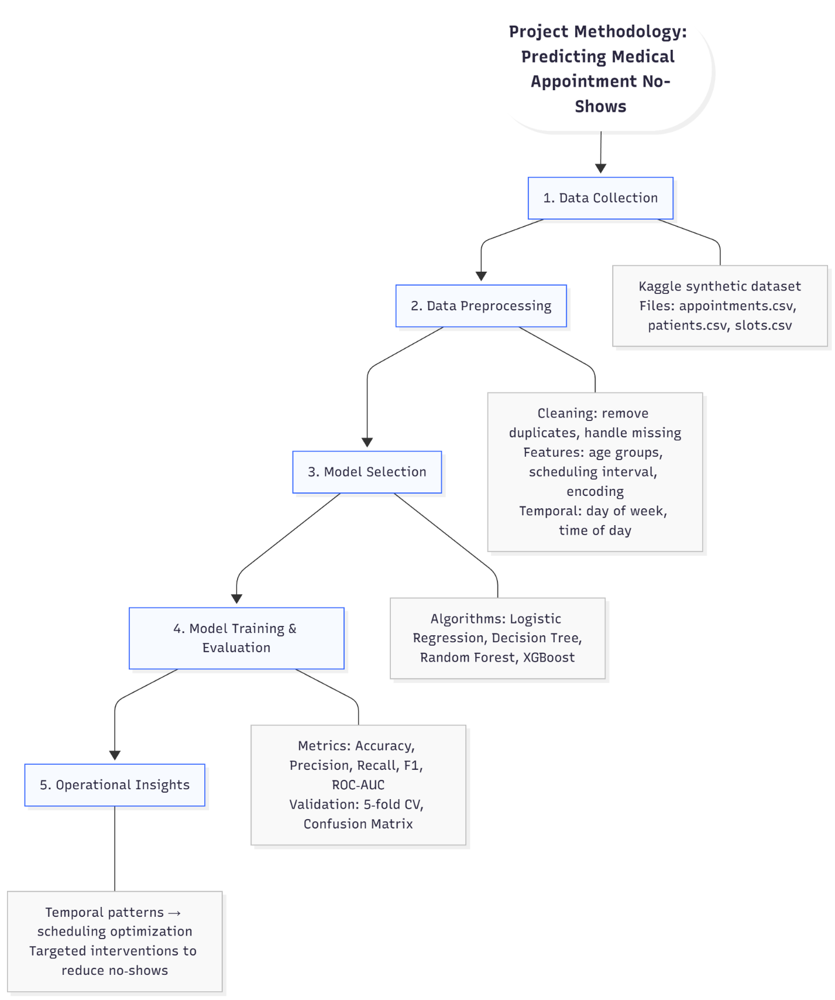 Project Methodology:
Predicting Medical
Appointment No-
Shows
1. Data Collection
Kaggle synthetic dataset
Files: appointments.csv,
patients.csv, slots.csv
2. Data Preprocessing
Cleaning: remove
duplicates, handle missing
Features: age groups,
scheduling interval,
encoding
Temporal: day of week,
time of day
3. Model Selection
Algorithms: Logistic
Regression, Decision Tree,
Random Forest, XGBoost
4. Model Training &
Evaluation
Metrics: Accuracy,
Precision, Recall, F1,
ROC-AUC
Validation: 5-fold CV,
Confusion Matrix
5. Operational Insights
Temporal patterns →
scheduling optimization
Targeted interventions to
reduce no-shows